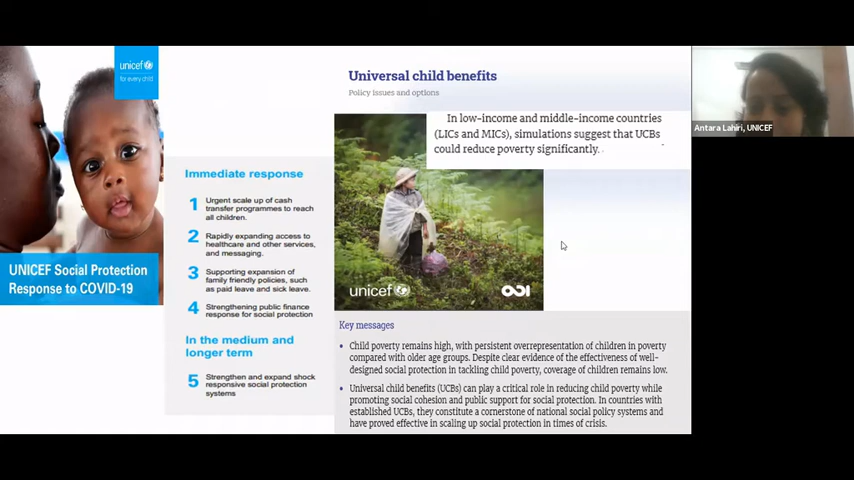 unicef
for every child
UNICEF Social Protection
Response to COVID-19
Immediate response
1 Urgent scale up of cash
transfer programmes to reach
all children.
2 Rapidly expanding access to
healthcare and other services,
and messaging.
3 Supporting expansion of
family friendly policies, such
as paid leave and sick leave.
4 Strengthening public finance
response for social protection
In the medium and
longer term
5 Strengthen and expand shock
responsive social protection
systems
Universal child benefits
Policy issues and options
In low-income and middle-income countries
(LICs and MICs), simulations suggest that UCBs
could reduce poverty significantly.
unicef
ODI
Key messages
• Child poverty remains high, with persistent overrepresentation of children in poverty
compared with older age groups. Despite clear evidence of the effectiveness of well-
designed social protection in tackling child poverty, coverage of children remains low.
• Universal child benefits (UCBs) can play a critical role in reducing child poverty while
promoting social cohesion and public support for social protection. In countries with
established UCBs, they constitute a cornerstone of national social policy systems and
have proved effective in scaling up social protection in times of crisis.
Antara Lahiri, UNICEF